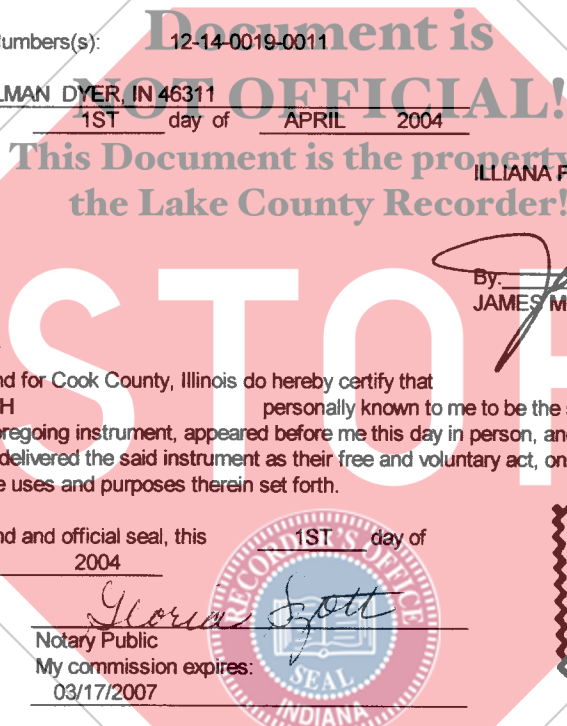 Document is
umbers(s): 12-14-0019-0011
NOT OFFICIAL!
LMAN DYER, IN 46311
1ST day of APRIL 2004
This Document is the property
ILLIANA F
the Lake County Recorder!
By:
JAMES M
STOP
nd for Cook County, Illinois do hereby certify that
H personally known to me to be the s
oregoing instrument, appeared before me this day in person, and
delivered the said instrument as their free and voluntary act, on
e uses and purposes therein set forth.
nd and official seal, this 1ST day of
2004
RECORDER'S OFFICE
Gloria Szott
Notary Public
My commission expires:
SEAL
03/17/2007
INDIANA